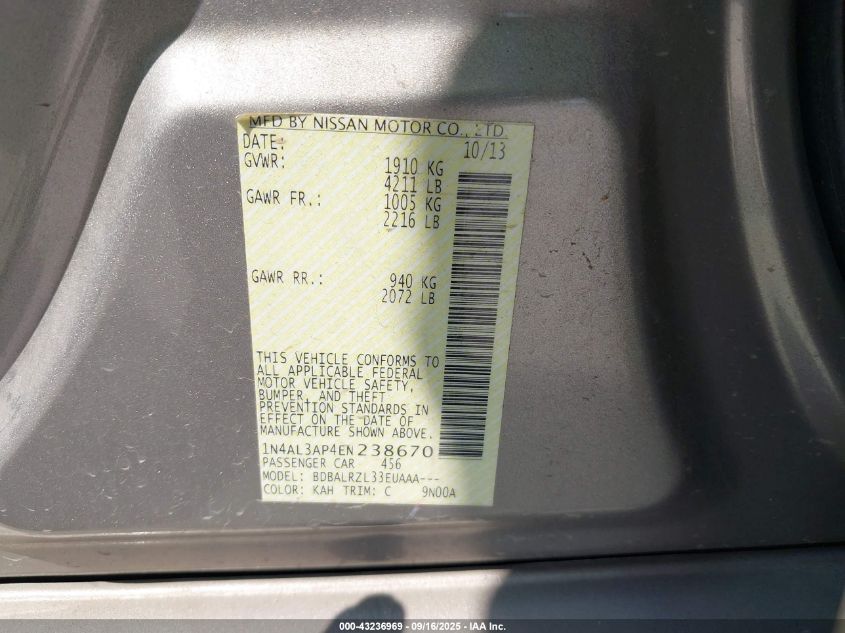 MFD BY NISSAN MOTOR CO., LTD.
DATE: 10/13
GVWR: 1910 KG
4211 LB
GAWR FR.: 1005 KG
2216 LB
GAWR RR.: 940 KG
2072 LB
THIS VEHICLE CONFORMS TO
ALL APPLICABLE FEDERAL
MOTOR VEHICLE SAFETY,
BUMPER, AND THEFT
PREVENTION STANDARDS IN
EFFECT ON THE DATE OF
MANUFACTURE SHOWN ABOVE.
1N4AL3AP4EN238670
PASSENGER CAR 456
MODEL: BDBALRZL33EUAAA---
COLOR: KAH TRIM: C 9N00A
000-43236969 - 09/16/2025 - IAA Inc.